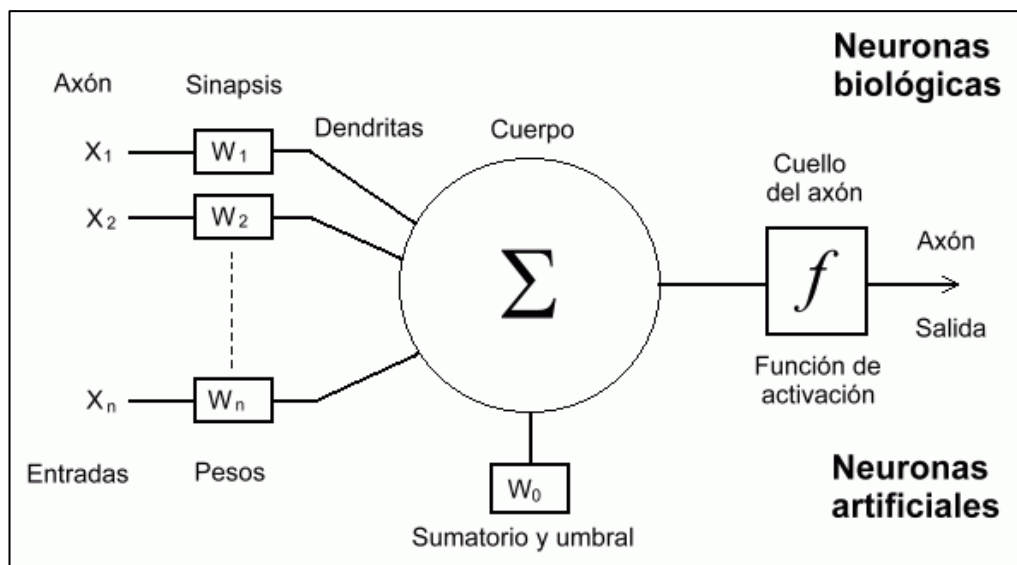 Neuronas
biológicas
Axón
Sinapsis
Dendritas
Cuerpo
Cuello
del axón
X1
W1
X2
W2
Σ
f
Axón
Salida
Función de
activación
Xn
Wn
Entradas
Pesos
W0
Sumatorio y umbral
Neuronas
artificiales